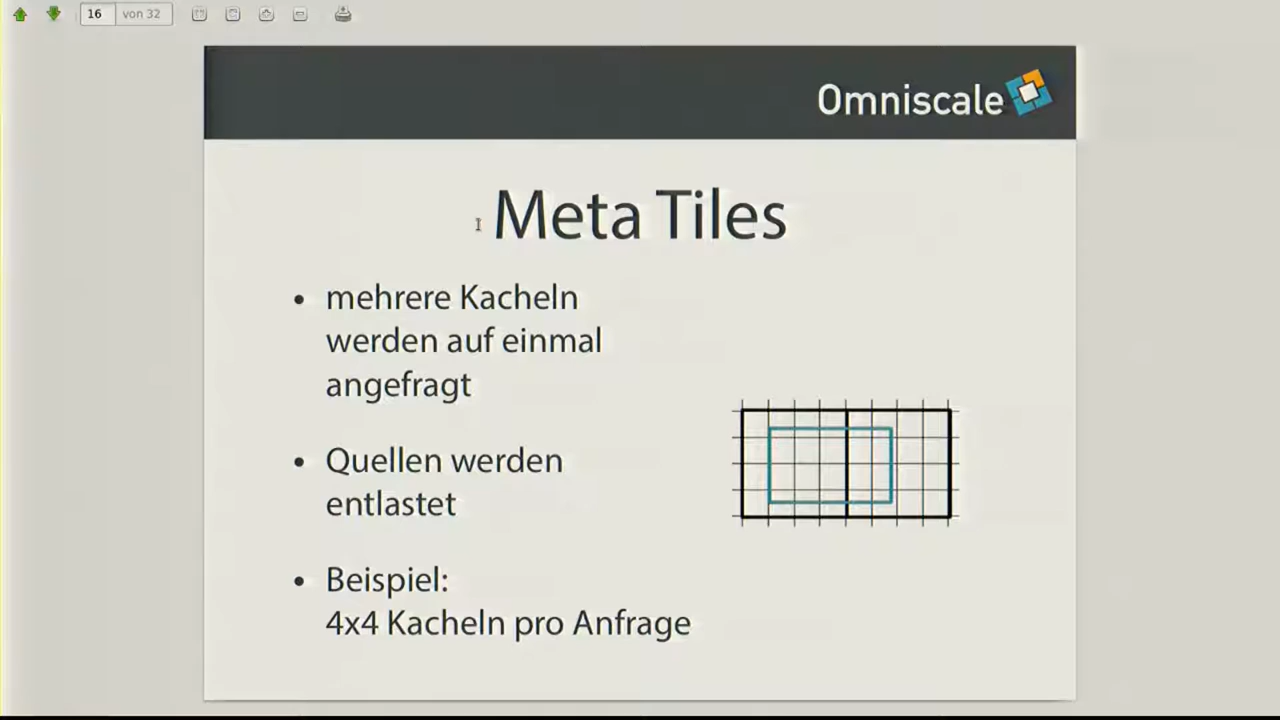 16 von 32
Omniscale
Meta Tiles
• mehrere Kacheln
werden auf einmal
angefragt
• Quellen werden
entlastet
• Beispiel:
4x4 Kacheln pro Anfrage